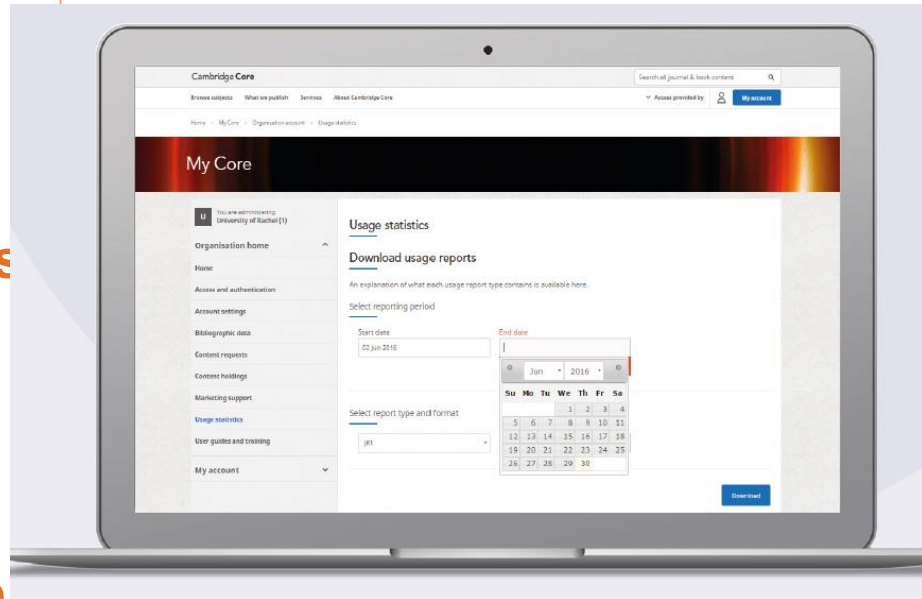 s
Cambridge Core
Search all journal & book content
Browse subjects What we publish Services About Cambridge Core
Access provided by
My account
Home My Core Organisation account Usage statistics
My Core
U
You are administering
University of Rachel (1)
Organisation home
Home
Access and authentication
Account settings
Bibliographic data
Content requests
Content holdings
Marketing support
Usage statistics
User guides and training
My account
Usage statistics
Download usage reports
An explanation of what each usage report type contains is available here.
Select reporting period
Start date
02 Jun 2016
End date
Jun 2016
Su Mo Tu We Th Fr Sa
1 2 3 4
5 6 7 8 9 10 11
12 13 14 15 16 17 18
19 20 21 22 23 24 25
26 27 28 29 30
Select report type and format
JR1
Download